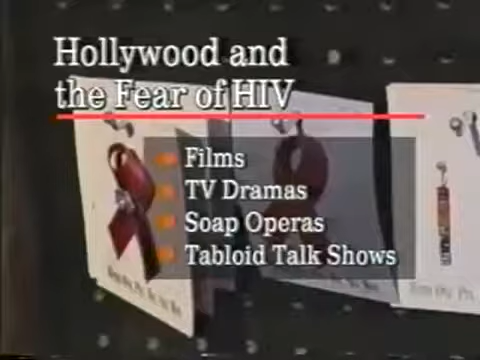 Hollywood and
the Fear of HIV
Films
TV Dramas
Soap Operas
Tabloid Talk Shows